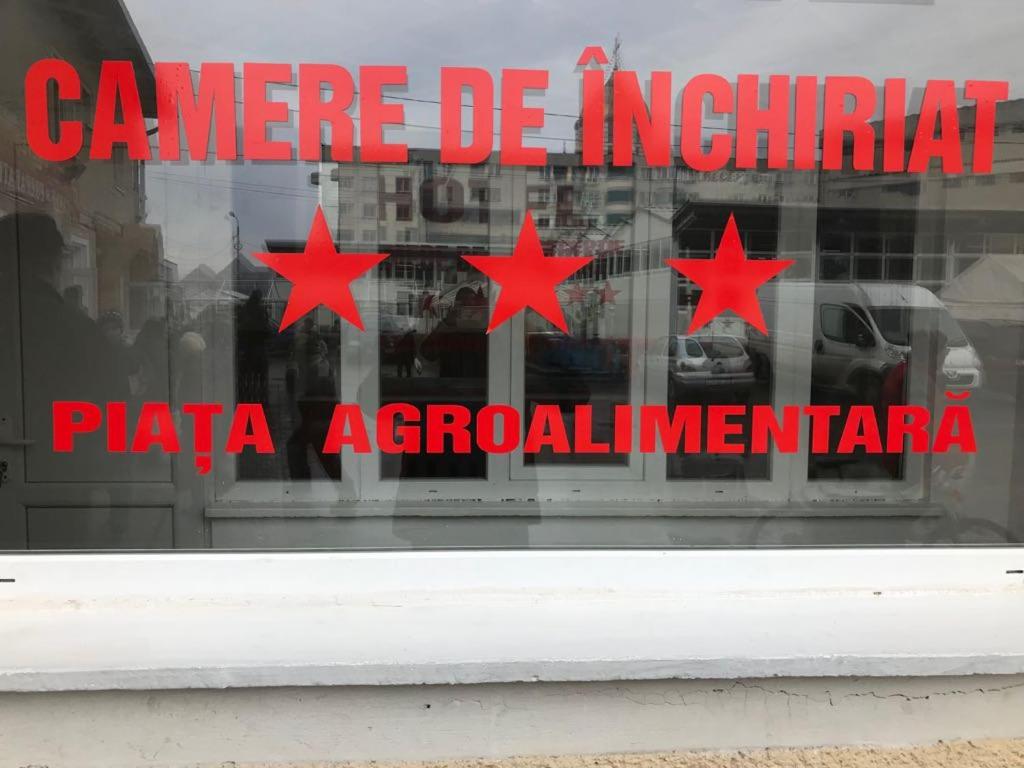 CAMERE DE ÎNCHIRIAT
PIAȚA AGROALIMENTARĂ